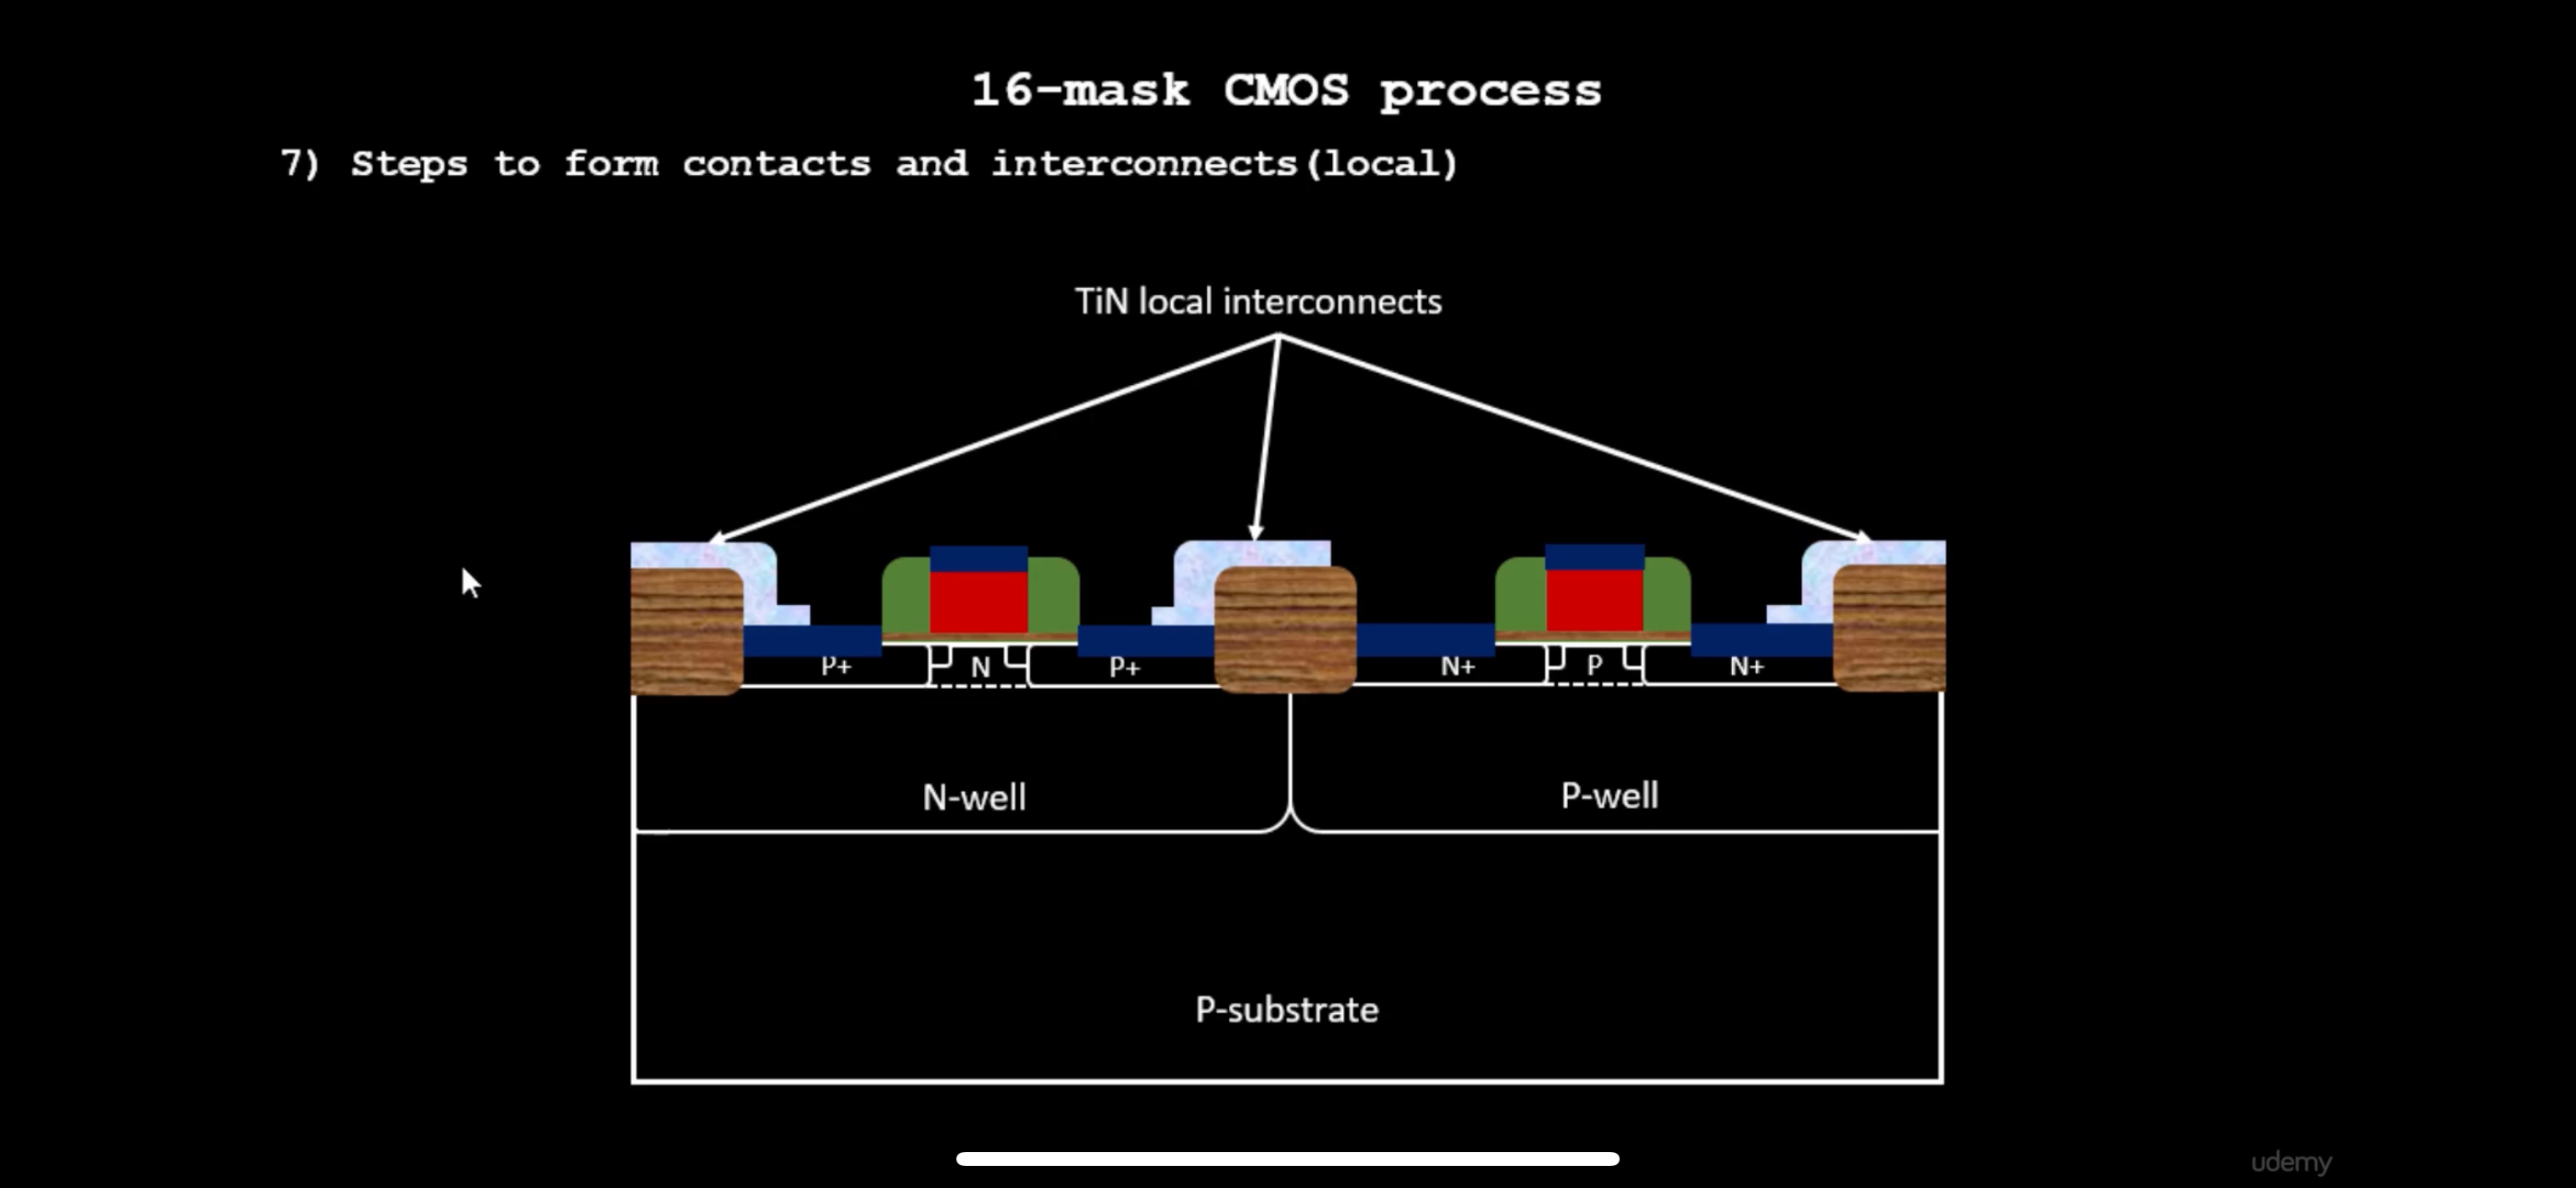 16-mask CMOS process
7) Steps to form contacts and interconnects(local)
TiN local interconnects
P+ N P+ N+ P N+
N-well P-well
P-substrate
udemy